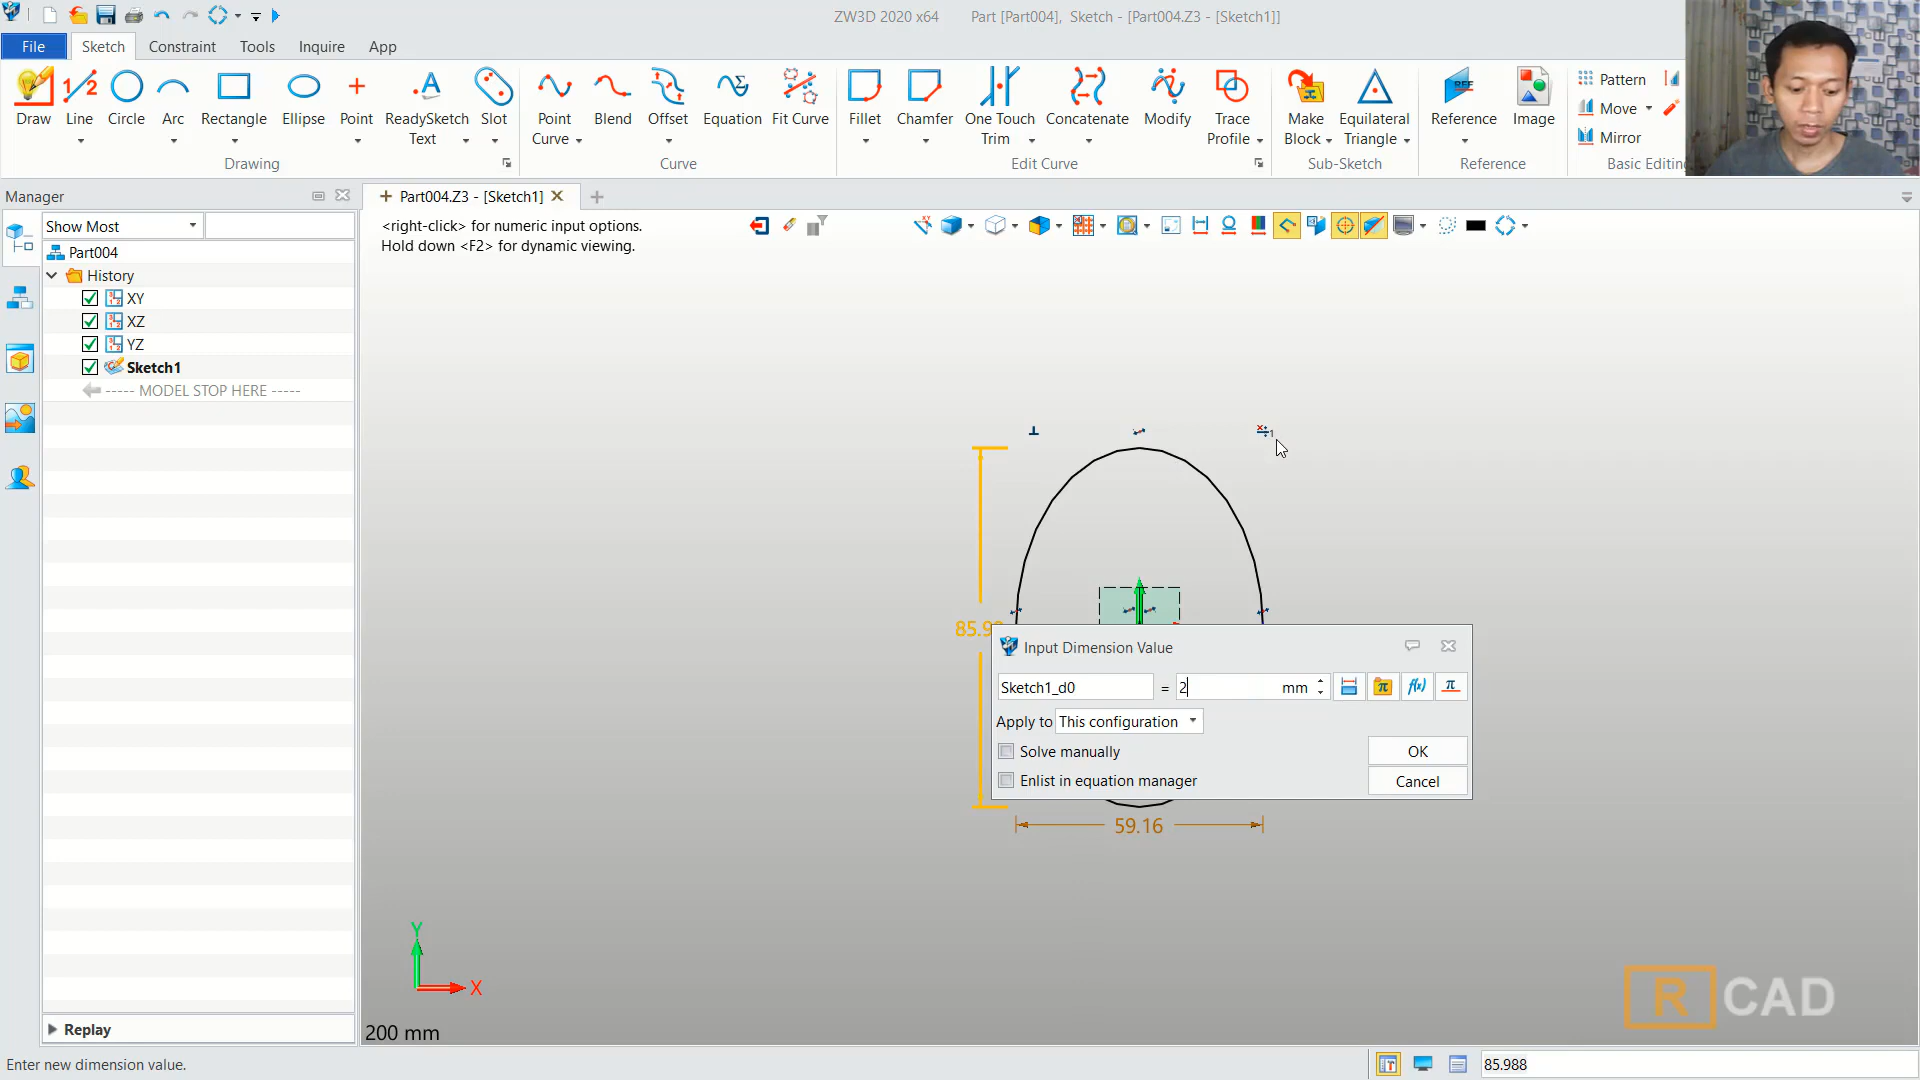 ZW3D 2020 x64 Part [Part004], Sketch - [Part004.Z3 - [Sketch1]]
File Sketch Constraint Tools Inquire App
Draw Line Circle Arc Rectangle Ellipse Point ReadySketch Text Slot
Point Curve Blend Offset Equation Fit Curve
Fillet Chamfer One Touch Trim Concatenate Modify Trace Profile
Make Block Equilateral Triangle
Reference Image
Pattern
Move
Mirror
Drawing Curve Edit Curve Sub-Sketch Reference Basic Editin
Manager
Part004.Z3 - [Sketch1]
Show Most
<right-click> for numeric input options.
Hold down <F2> for dynamic viewing.
Part004
History
XY
XZ
YZ
Sketch1
----- MODEL STOP HERE -----
85.9
Input Dimension Value
Sketch1_d0 = 2 mm
Apply to This configuration
Solve manually
OK
Enlist in equation manager
Cancel
59.16
Y
X
R CAD
Replay
200 mm
Enter new dimension value.
85.988